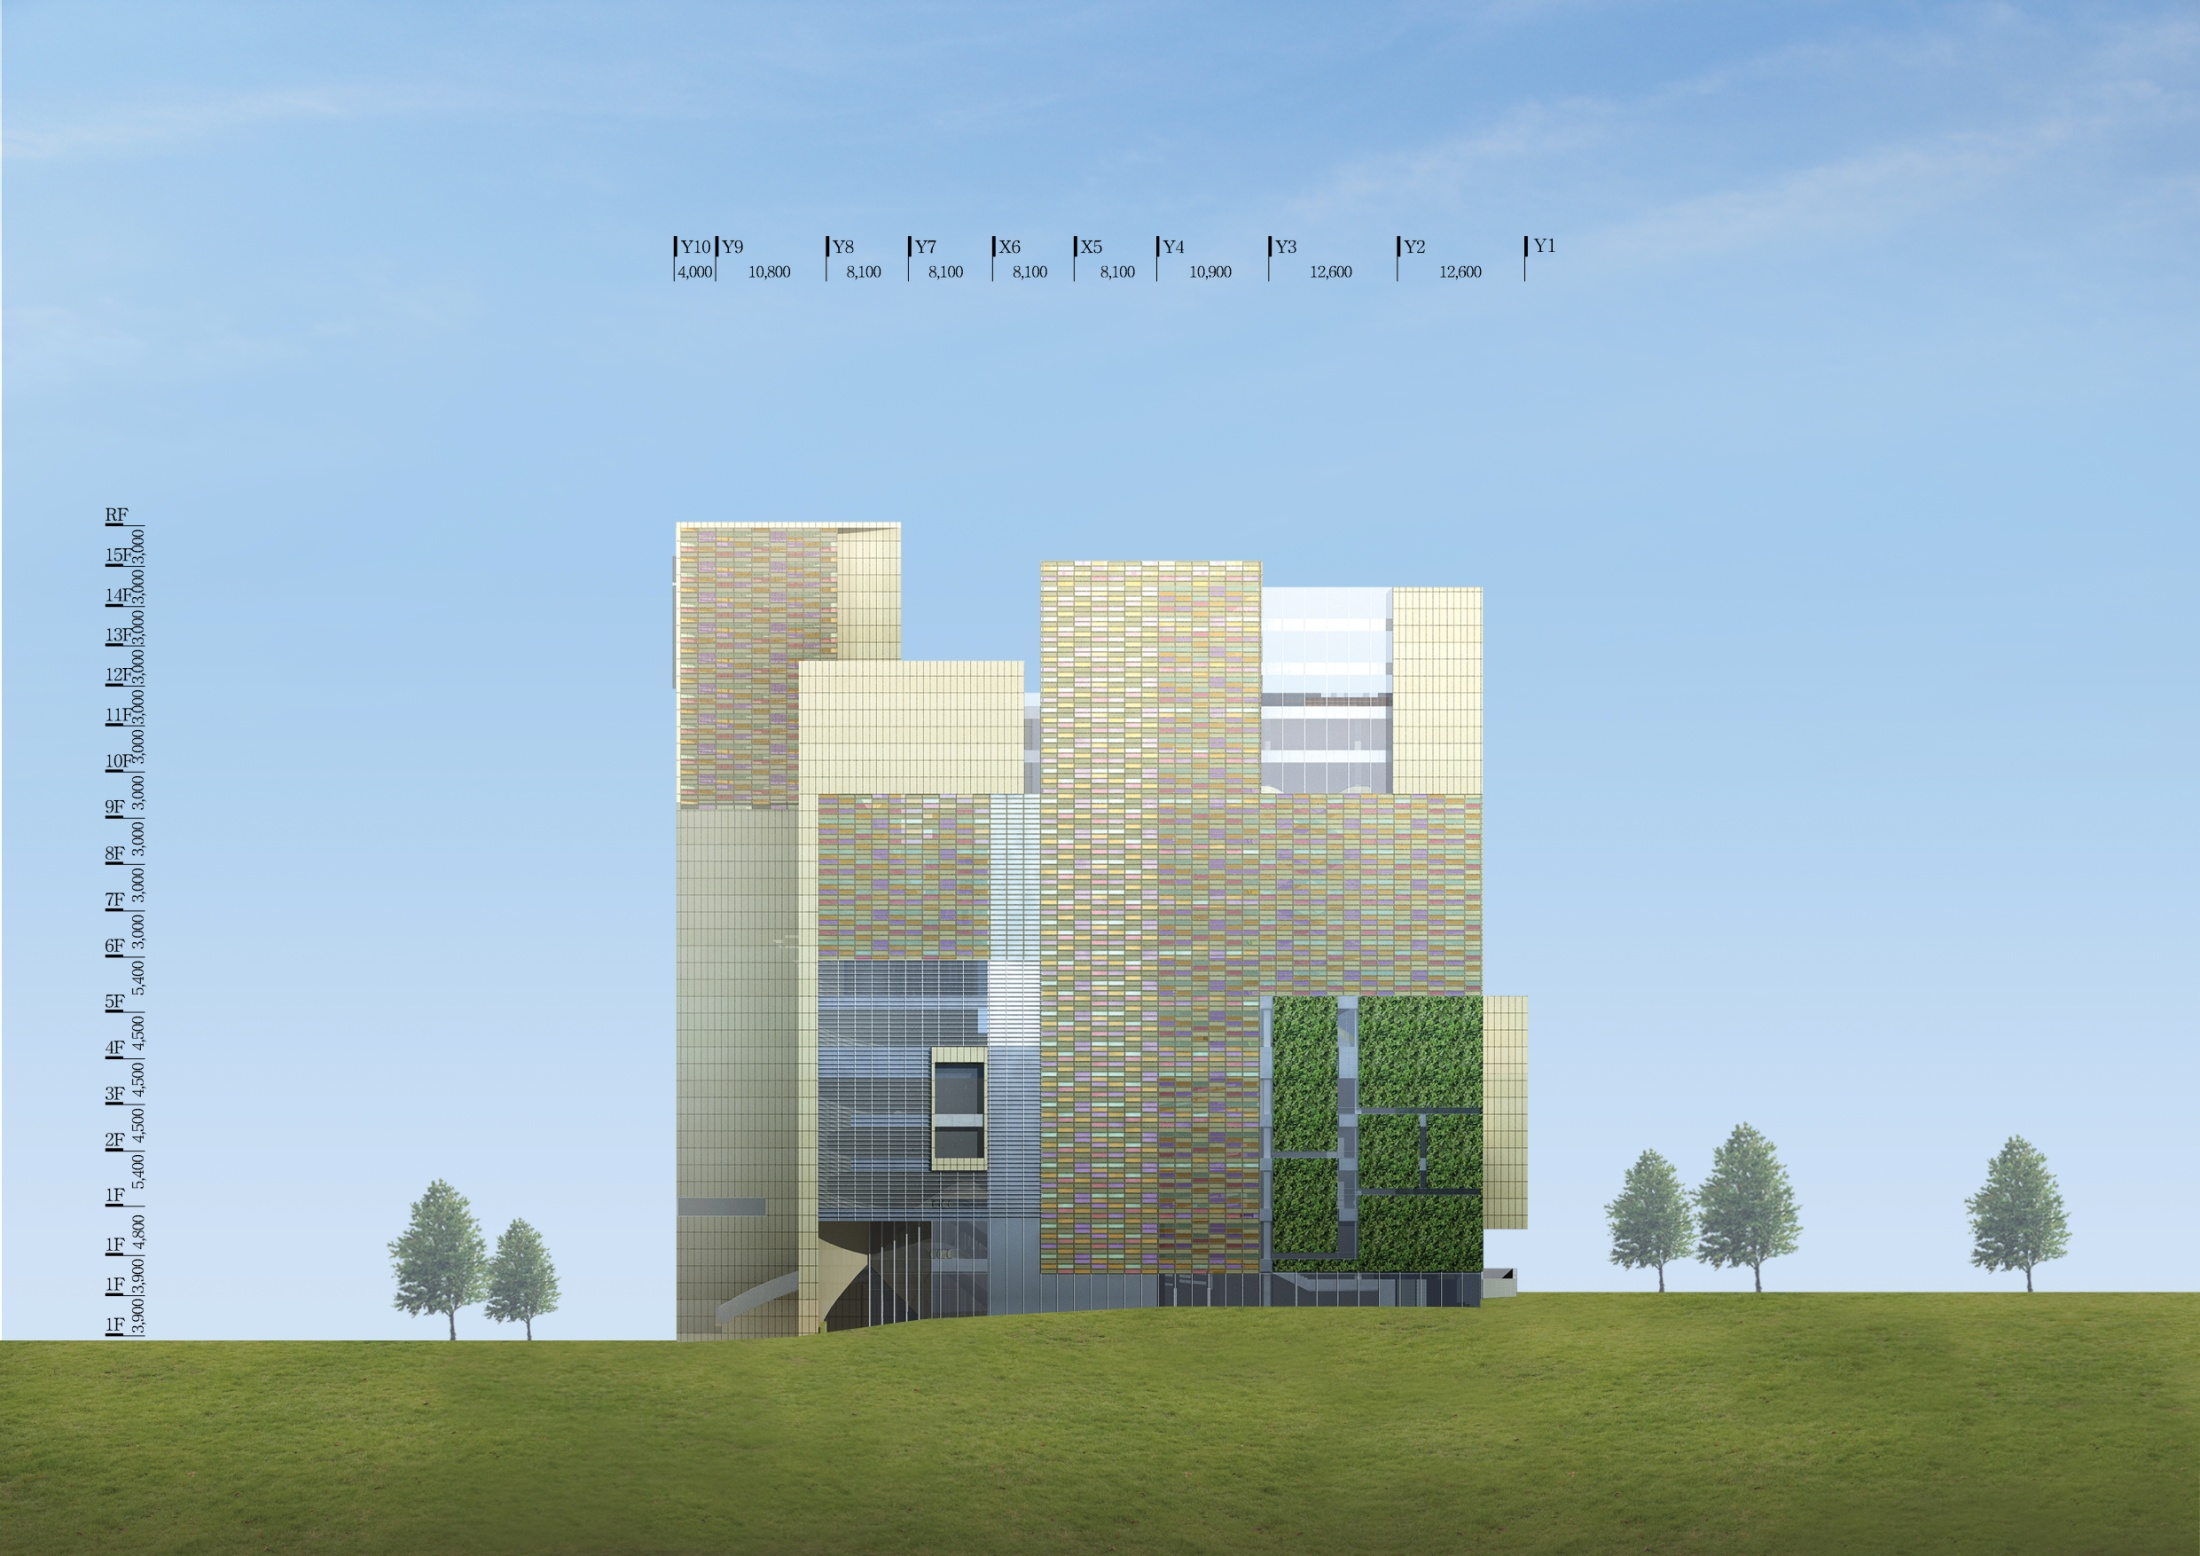 Y10 Y9 Y8 Y7 X6 X5 Y4 Y3 Y2 Y1
4,000 10,800 8,100 8,100 8,100 8,100 10,900 12,600 12,600
RF
3,000
15F
3,000
14F
3,000
13F
3,000
12F
3,000
11F
3,000
10F
3,000
9F
3,000
8F
3,000
7F
3,000
6F
5,400
5F
4,500
4F
4,500
3F
4,500
2F
5,400
1F
4,800
1F
3,900
1F
3,900
1F